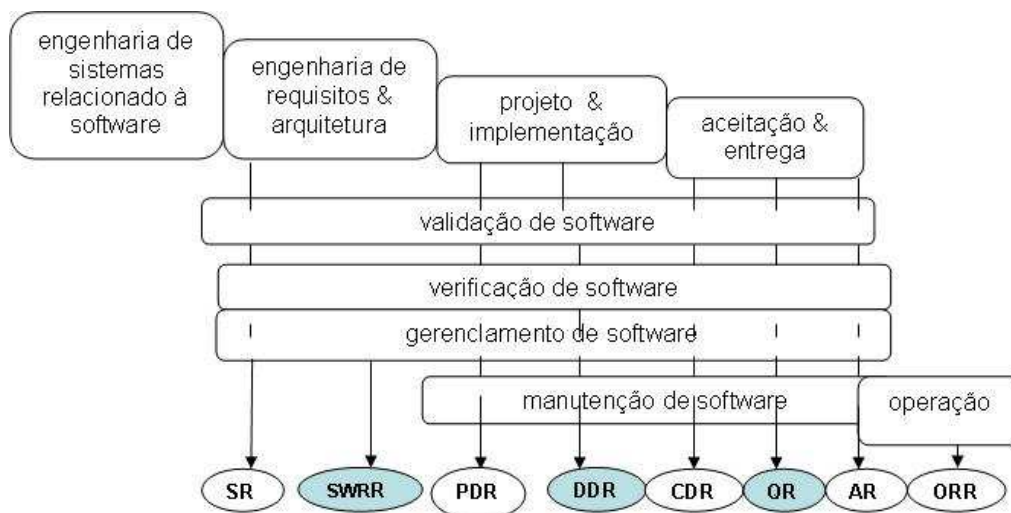 engenharia de
sistemas
relacionado à
software
engenharia de
requisitos &
arquitetura
projeto &
implementação
aceitação &
entrega
validação de software
verificação de software
gerenclamento de software
manutenção de software
operação
SR
SWRR
PDR
DDR
CDR
OR
AR
ORR